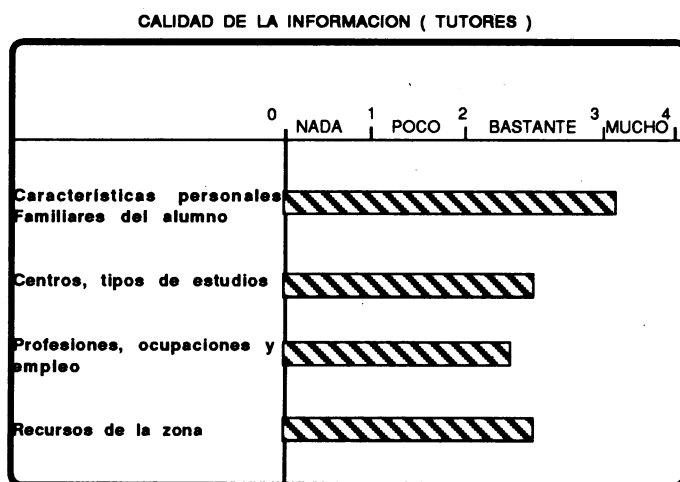 CALIDAD DE LA INFORMACION ( TUTORES )
0 1 2 3 4
NADA POCO BASTANTE MUCHO
Características personales
Familiares del alumno
Centros, tipos de estudios
Profesiones, ocupaciones y
empleo
Recursos de la zona